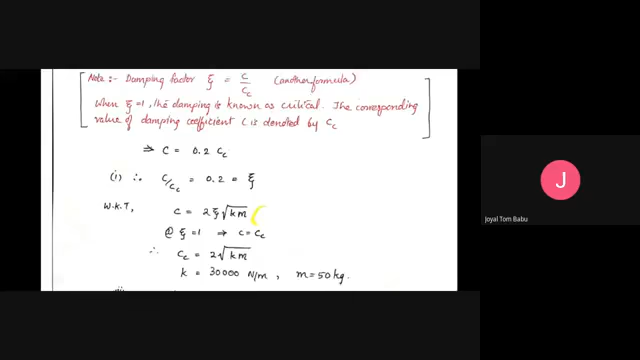 Note :- Damping factor ξ = C/Cc (another formula)
When ξ=1, the damping is known as critical. The corresponding
value of damping coefficient C is denoted by Cc
⇒ C = 0.2 Cc
(i) ∴ C/Cc = 0.2 = ξ
W.K.T, C = 2ξ√km
@ ξ=1 ⇒ C = Cc
∴ Cc = 2√km
k = 30000 N/m , m = 50 kg.
J
Joyal Tom Babu